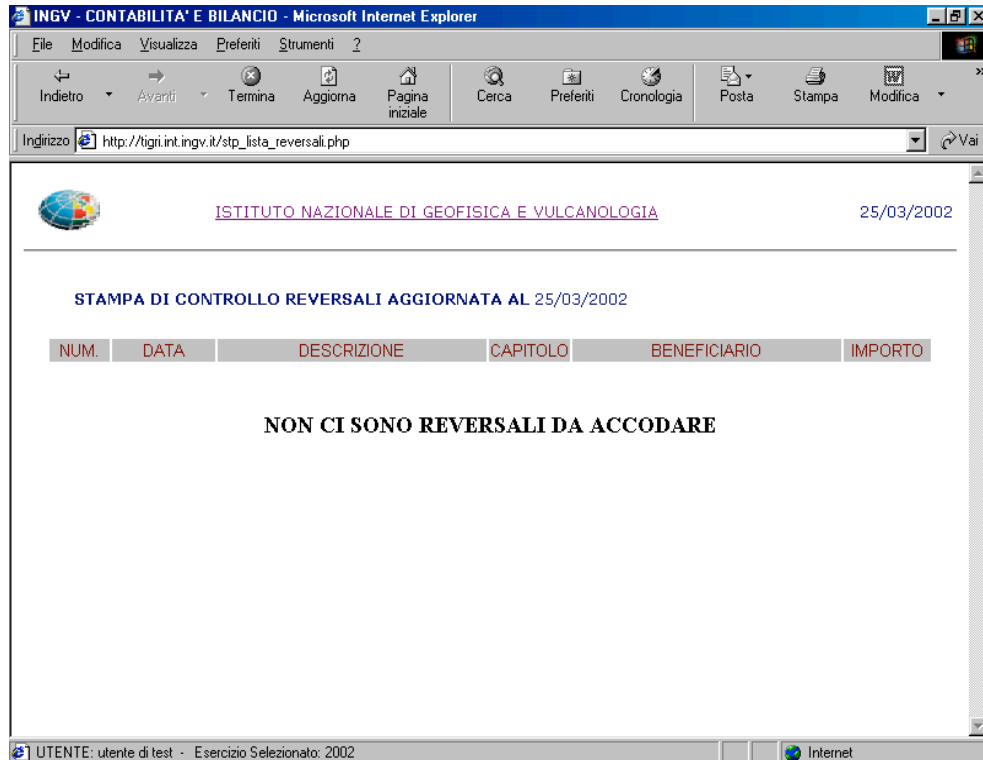 INGV - CONTABILITA' E BILANCIO - Microsoft Internet Explorer
File Modifica Visualizza Preferiti Strumenti ?
Indietro Avanti Termina Aggiorna Pagina iniziale Cerca Preferiti Cronologia Posta Stampa Modifica »
Indirizzo http://tigri.int.ingv.it/stp_lista_reversali.php Vai
ISTITUTO NAZIONALE DI GEOFISICA E VULCANOLOGIA 25/03/2002
STAMPA DI CONTROLLO REVERSALI AGGIORNATA AL 25/03/2002
NUM. DATA DESCRIZIONE CAPITOLO BENEFICIARIO IMPORTO
NON CI SONO REVERSALI DA ACCODARE
UTENTE: utente di test - Esercizio Selezionato: 2002 Internet